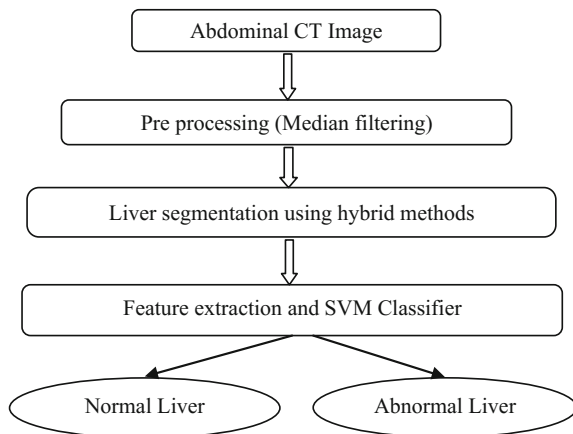 Abdominal CT Image
Pre processing (Median filtering)
Liver segmentation using hybrid methods
Feature extraction and SVM Classifier
Normal Liver
Abnormal Liver